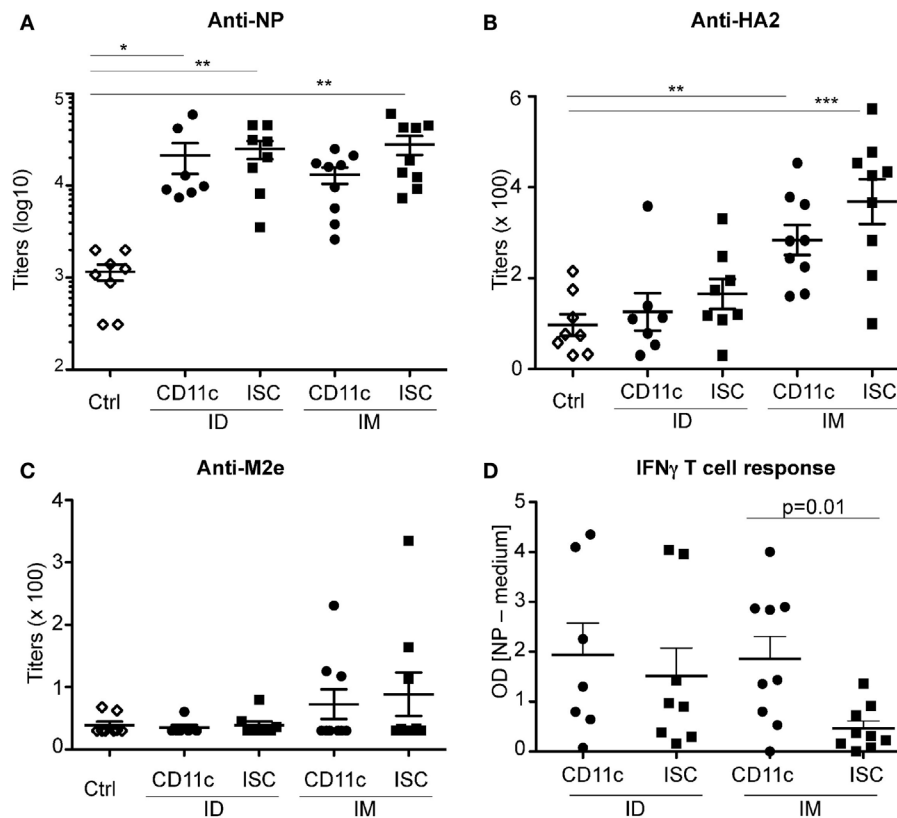 A
Anti-NP
*
**
**
Titers (log10)
5
4
3
2
Ctrl
CD11c
ISC
CD11c
ISC
ID
IM
B
Anti-HA2
**
***
Titers (x 100)
6
4
2
0
Ctrl
CD11c
ISC
CD11c
ISC
ID
IM
C
Anti-M2e
Titers (x 100)
4
3
2
1
0
Ctrl
CD11c
ISC
CD11c
ISC
ID
IM
D
IFNγ T cell response
p=0.01
OD [NP – medium]
5
4
3
2
1
0
CD11c
ISC
CD11c
ISC
ID
IM